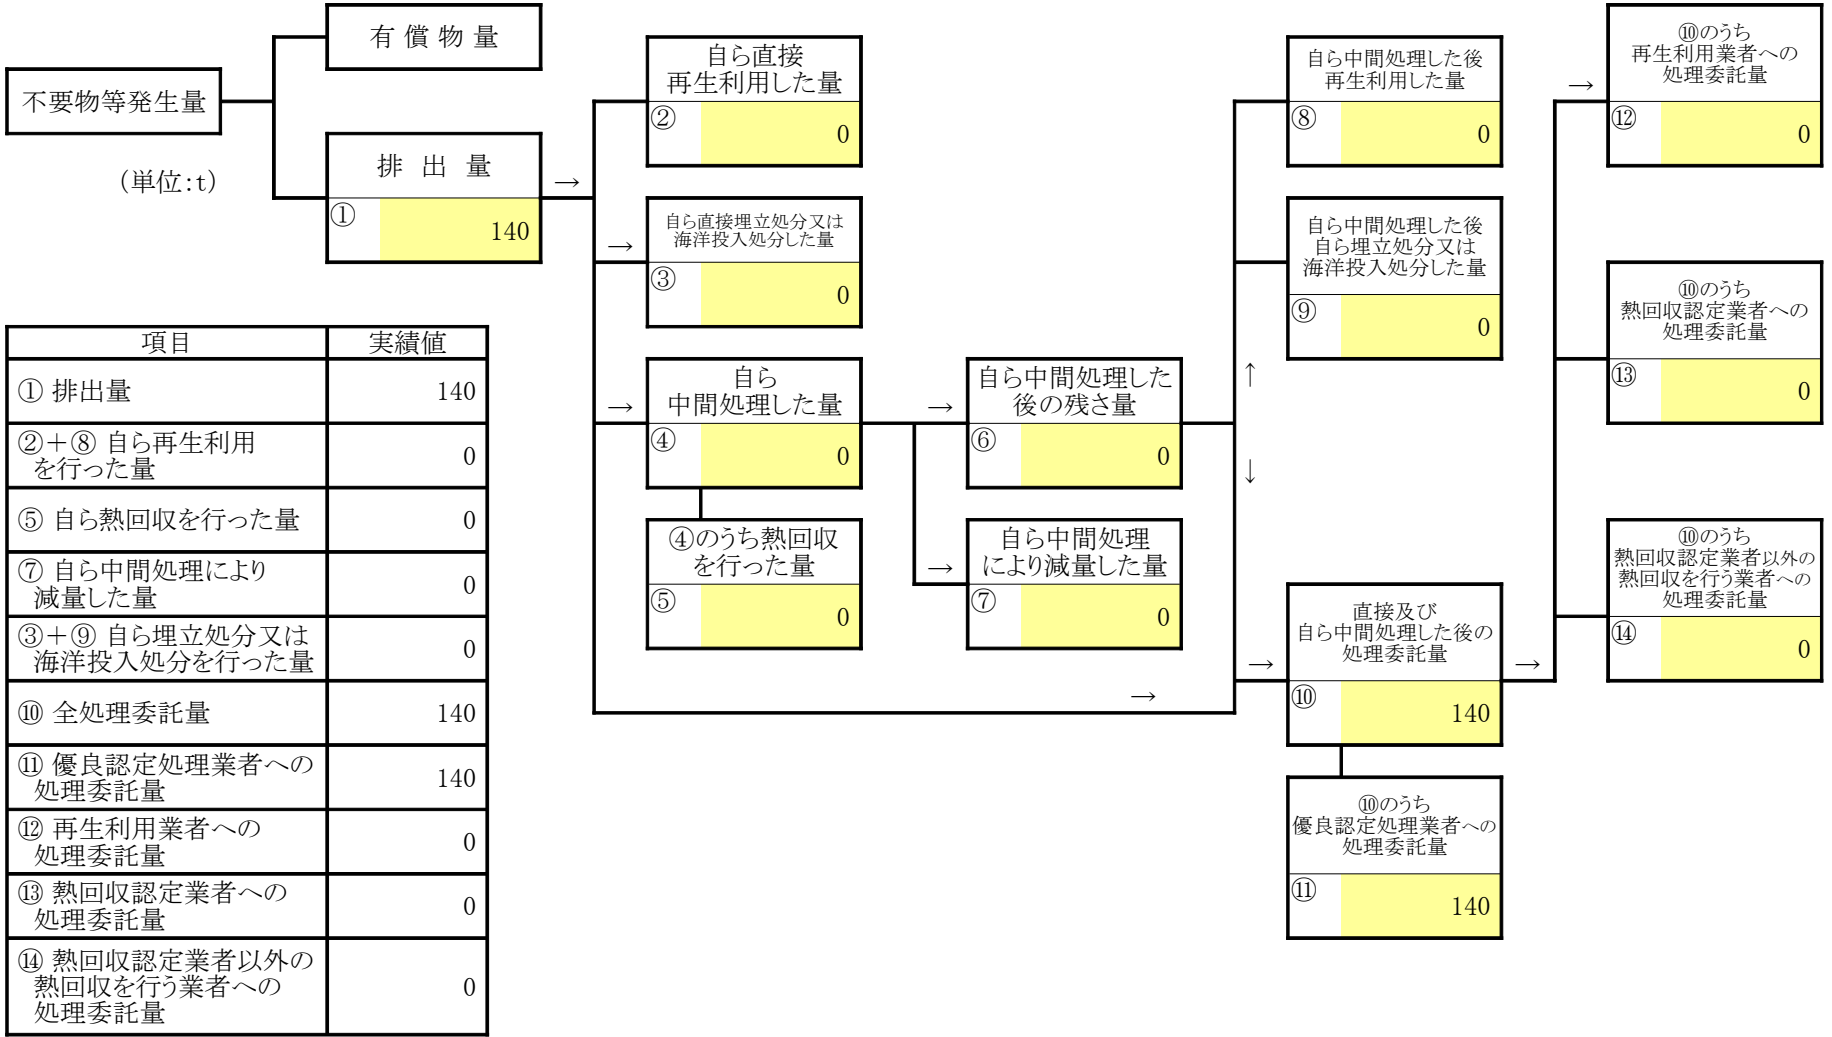 有 償 物 量
不要物等発生量
(単位:t)
排 出 量
→
①
140
自ら直接
再生利用した量
②
0
→
自ら直接埋立処分又は
海洋投入処分した量
③
0
→
自ら
中間処理した量
④
0
④のうち熱回収
を行った量
⑤
0
→
自ら中間処理した
後の残さ量
⑥
0
→
自ら中間処理
により減量した量
⑦
0
→
自ら中間処理した後
再生利用した量
⑧
0
自ら中間処理した後
自ら埋立処分又は
海洋投入処分した量
⑨
0
↑
↓
→
直接及び
自ら中間処理した後の
処理委託量
⑩
140
⑩のうち
優良認定処理業者への
処理委託量
⑪
140
→
→
⑩のうち
再生利用業者への
処理委託量
⑫
0
⑩のうち
熱回収認定業者への
処理委託量
⑬
0
⑩のうち
熱回収認定業者以外の
熱回収を行う業者への
処理委託量
⑭
0
項目 実績値
① 排出量 140
②+⑧ 自ら再生利用
を行った量 0
⑤ 自ら熱回収を行った量 0
⑦ 自ら中間処理により
減量した量 0
③+⑨ 自ら埋立処分又は
海洋投入処分を行った量 0
⑩ 全処理委託量 140
⑪ 優良認定処理業者への
処理委託量 140
⑫ 再生利用業者への
処理委託量 0
⑬ 熱回収認定業者への
処理委託量 0
⑭ 熱回収認定業者以外の
熱回収を行う業者への
処理委託量 0